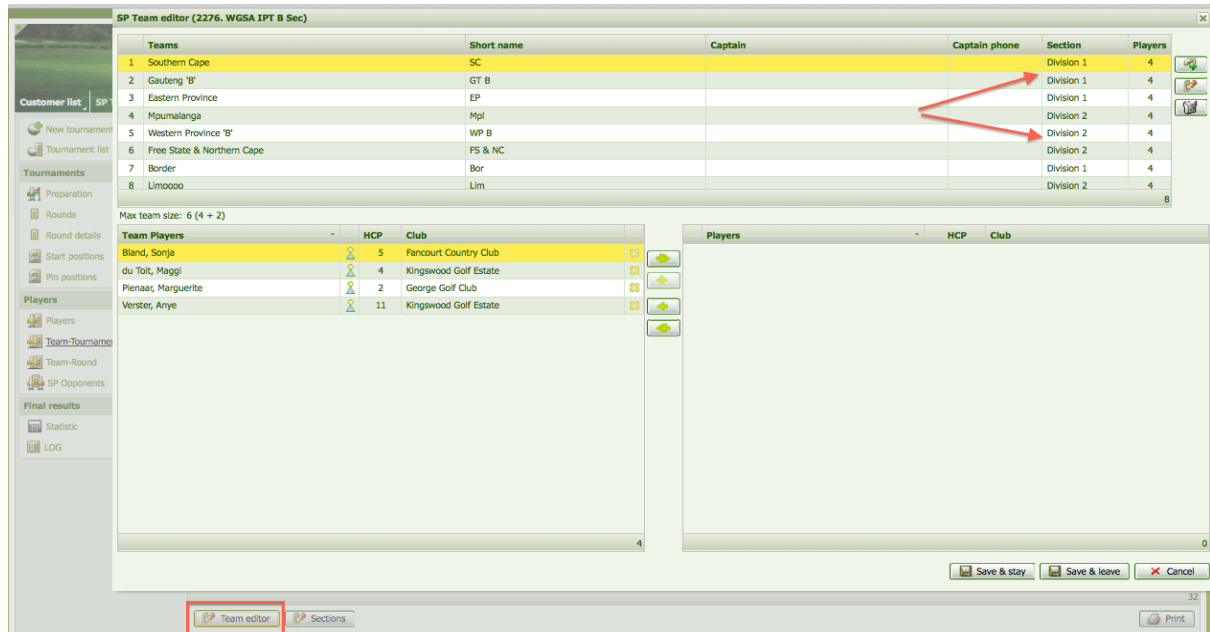 SP Team editor (2276. WGSA IPT B Sec)
Teams Short name Captain Captain phone Section Players
1 Southern Cape SC Division 1 4
2 Gauteng 'B' GT B Division 1 4
3 Eastern Province EP Division 1 4
4 Mpumalanga Mpl Division 2 4
5 Western Province 'B' WP B Division 2 4
6 Free State & Northern Cape FS & NC Division 2 4
7 Border Bor Division 1 4
8 Limpopo Lim Division 2 4
8
Customer list SP T
New tournament
Tournament list
Tournaments
Preparation
Rounds
Round details
Start positions
Pin positions
Players
Players
Team-Tourname
Team-Round
SP Opponents
Final results
Statistic
LOG
Max team size: 6 (4 + 2)
Team Players HCP Club
Bland, Sonja 5 Fancourt Country Club
du Toit, Maggi 4 Kingswood Golf Estate
Pienaar, Marguerite 2 George Golf Club
Verster, Anye 11 Kingswood Golf Estate
4
Players HCP Club
0
Save & stay Save & leave Cancel
32
Team editor Sections Print